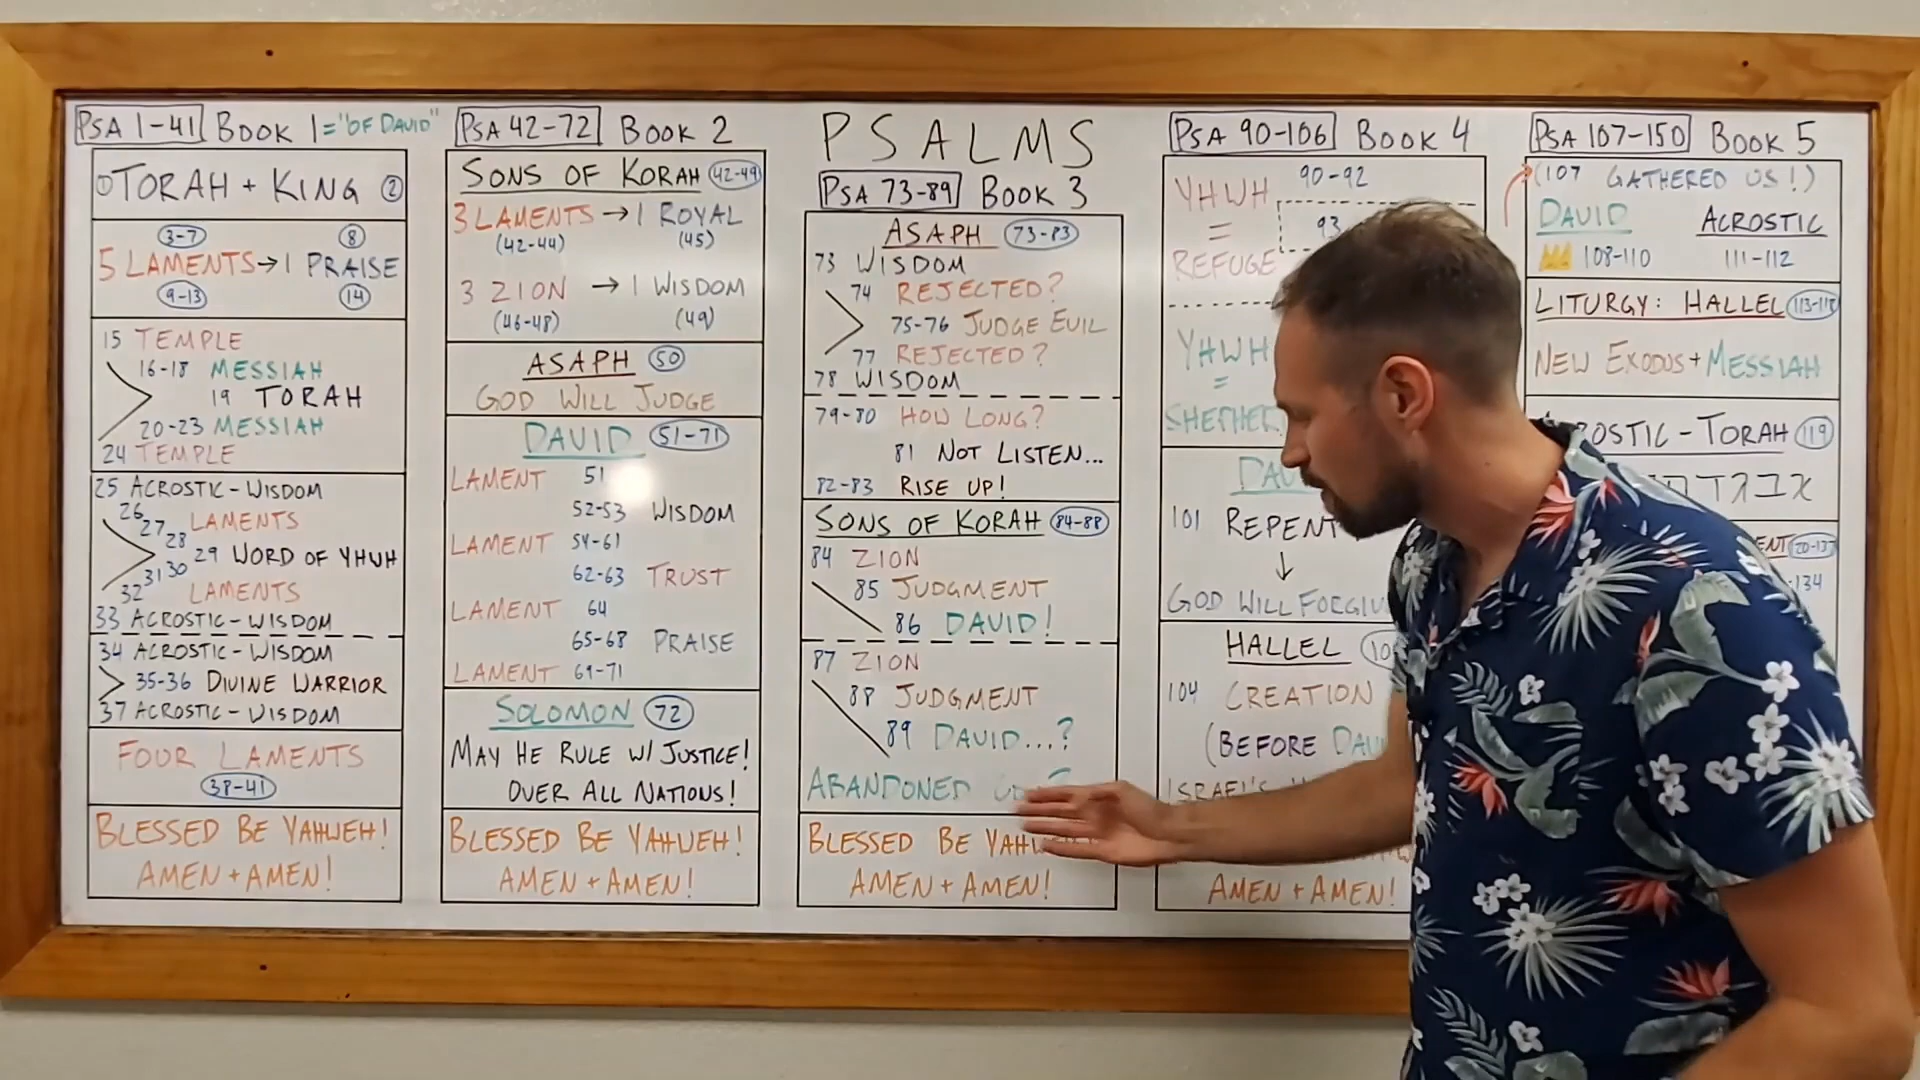 PSA 1-41 BOOK 1 = "OF DAVID"
① TORAH + KING ②
3-7 8
5 LAMENTS → 1 PRAISE
9-13 14
15 TEMPLE
16-18 MESSIAH
19 TORAH
20-23 MESSIAH
24 TEMPLE
25 ACROSTIC-WISDOM
26
27 LAMENTS
28
29 WORD OF YHWH
30
31
32 LAMENTS
33 ACROSTIC-WISDOM
34 ACROSTIC-WISDOM
35-36 DIVINE WARRIOR
37 ACROSTIC-WISDOM
FOUR LAMENTS
38-41
BLESSED BE YAHWEH!
AMEN + AMEN!
PSA 42-72 BOOK 2
SONS OF KORAH 42-49
3 LAMENTS → 1 ROYAL
(42-44) (45)
3 ZION → 1 WISDOM
(46-48) (49)
ASAPH 50
GOD WILL JUDGE
DAVID 51-71
LAMENT 51
52-53 WISDOM
LAMENT 54-61
62-63 TRUST
LAMENT 64
65-68 PRAISE
LAMENT 69-71
SOLOMON 72
MAY HE RULE W/ JUSTICE!
OVER ALL NATIONS!
BLESSED BE YAHWEH!
AMEN + AMEN!
PSALMS
PSA 73-89 BOOK 3
ASAPH 73-83
73 WISDOM
74 REJECTED?
75-76 JUDGE EVIL
77 REJECTED?
78 WISDOM
79-80 HOW LONG?
81 NOT LISTEN...
82-83 RISE UP!
SONS OF KORAH 84-88
84 ZION
85 JUDGMENT
86 DAVID!
87 ZION
88 JUDGMENT
89 DAVID...?
ABANDONED
BLESSED BE
AMEN + AMEN!
PSA 90-106 BOOK 4
YHWH 90-92
= 93
REFUGE
YHWH
=
101 REPENT
↓
GOD WILL
HALLEL
104 CREATION
(BEFORE
AMEN + AMEN!
PSA 107-150 BOOK 5
(107 GATHERED US!)
DAVID ACROSTIC
108-110 111-112
LITURGY: HALLEL 113-118
NEW EXODUS + MESSIAH
TORAH 119
134